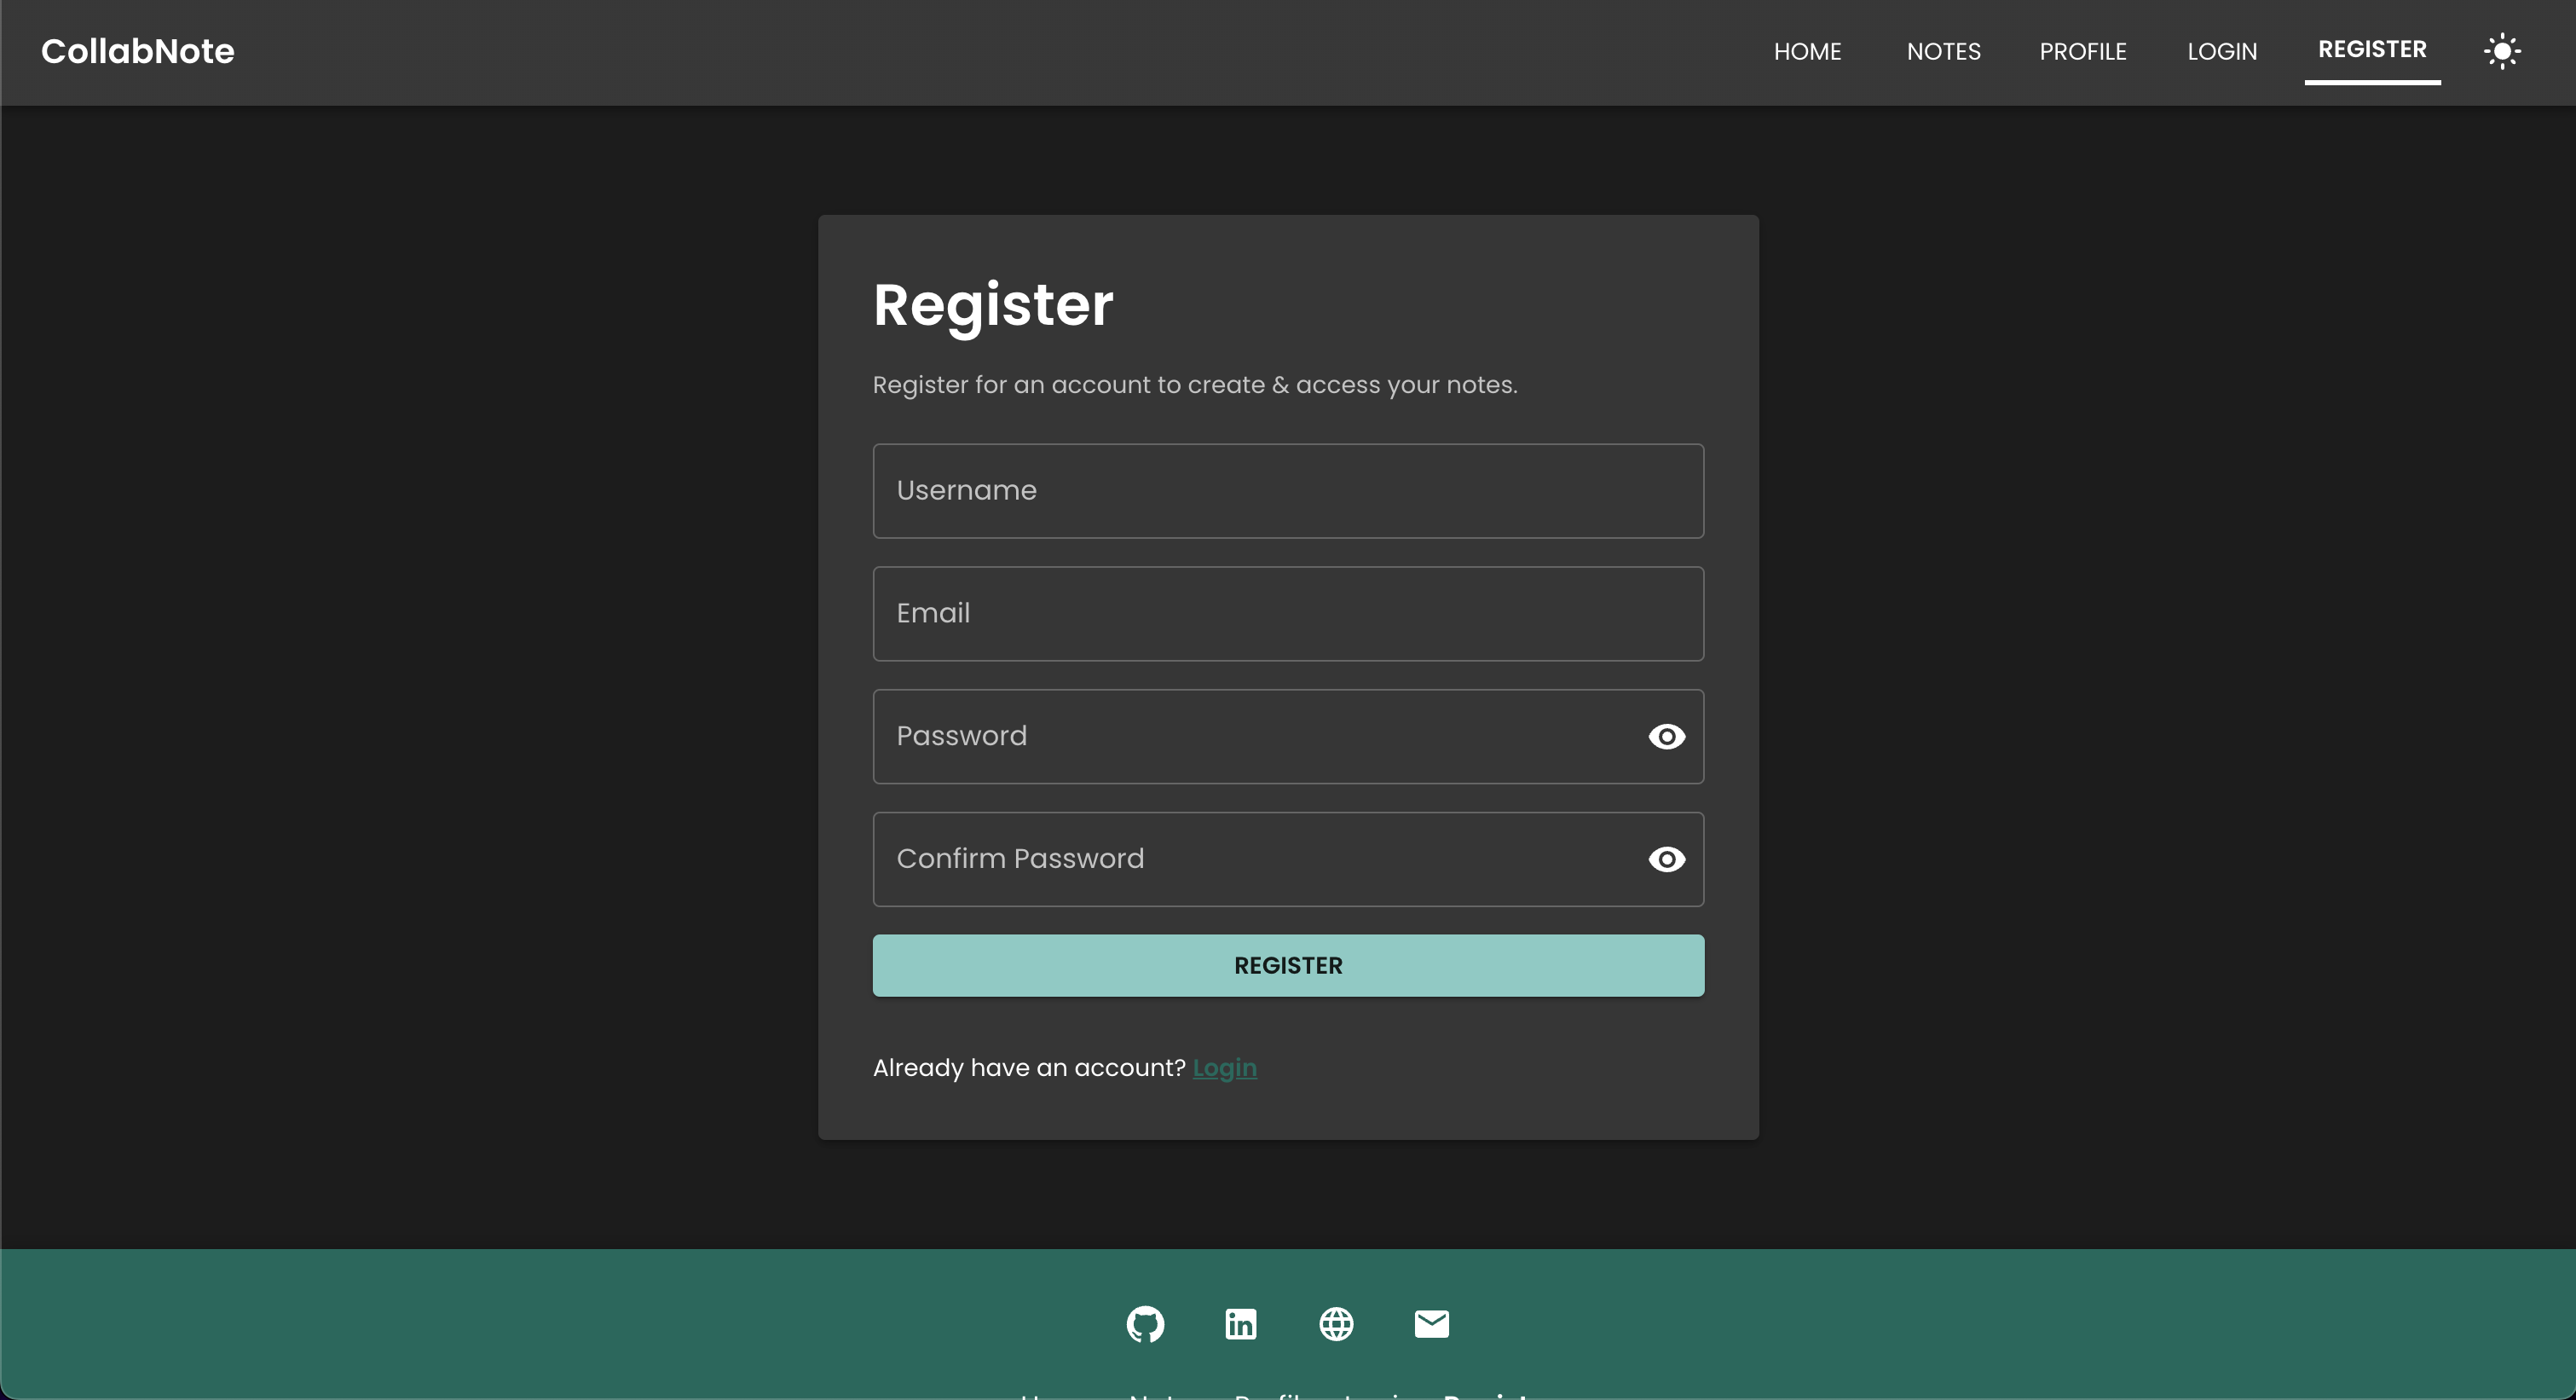 CollabNote
HOME NOTES PROFILE LOGIN REGISTER
Register
Register for an account to create & access your notes.
Username
Email
Password
Confirm Password
REGISTER
Already have an account? Login
in